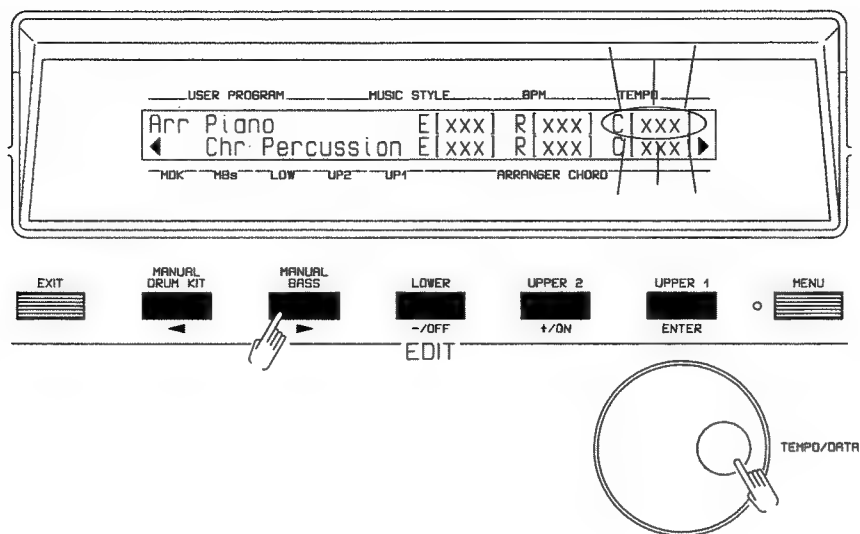 USER PROGRAM MUSIC STYLE BPM TEMPO
Arr Piano E[xxx] R[xxx] C[xxx]
◀ Chr Percussion E[xxx] R[xxx] C[xxx] ▶
MDK MBs LOW UP2 UP1 ARRANGER CHORD
EXIT MANUAL DRUM KIT MANUAL BASS LOWER UPPER 2 UPPER 1 MENU
◀ ▶ -/OFF +/ON ENTER
EDIT
TEMPO/DATA